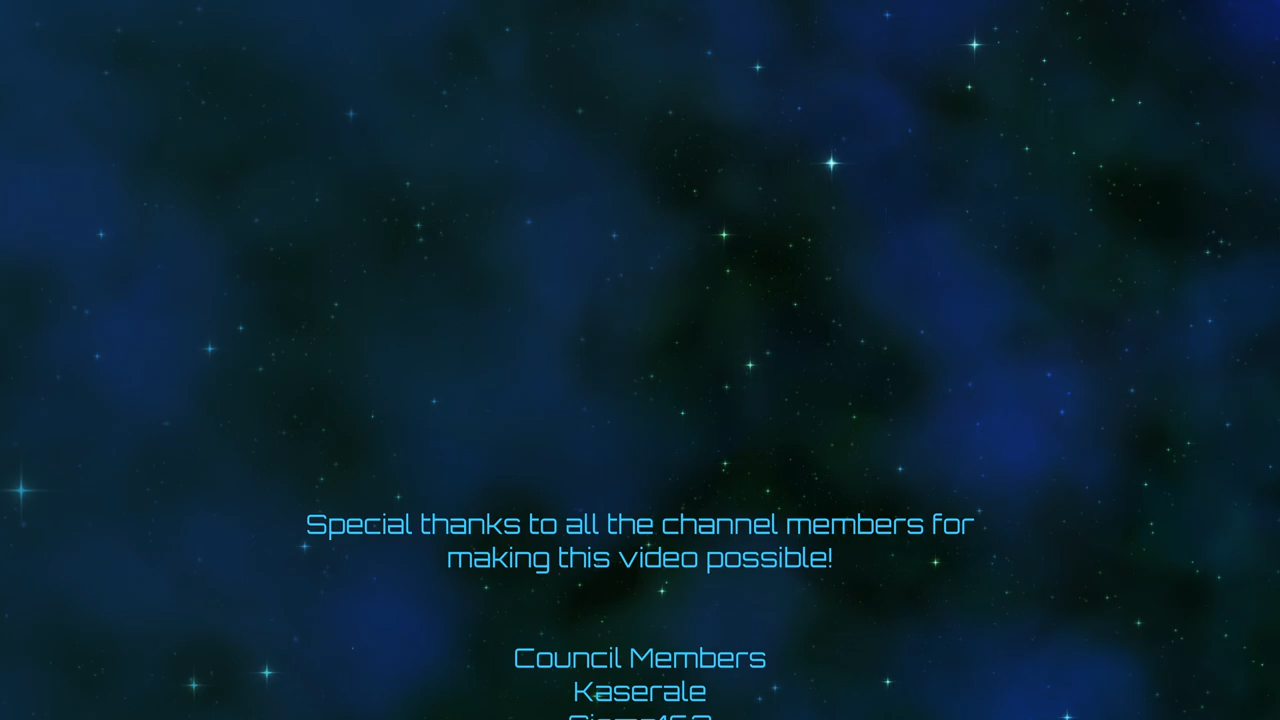 Special thanks to all the channel members for
making this video possible!
Council Members
Kaserale